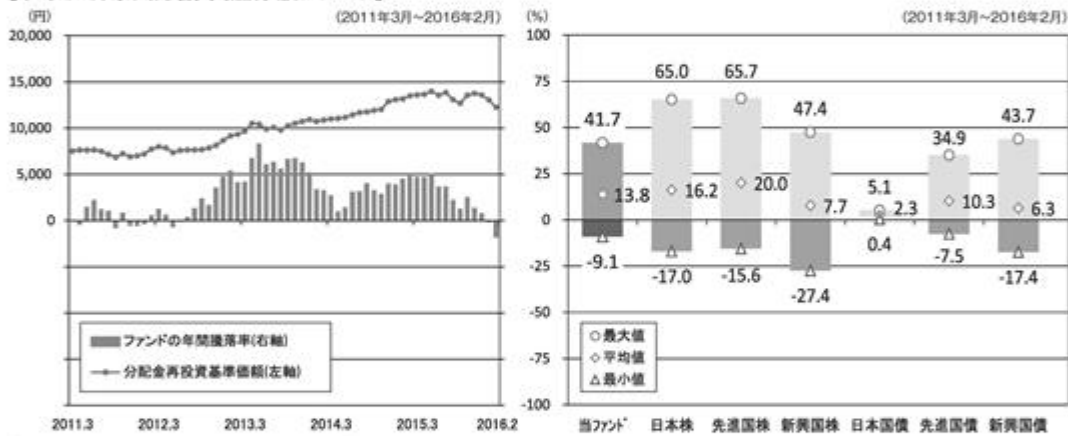 (円)
(2011年3月~2016年2月)
20,000
15,000
10,000
5,000
0
ファンドの年間騰落率(右軸)
分配金再投資基準価額(左軸)
2011.3 2012.3 2013.3 2014.3 2015.3 2016.2
(%)
(2011年3月~2016年2月)
100
75
50
25
0
-25
-50
-75
-100
41.7 65.0 65.7 47.4 5.1 34.9 43.7
13.8 16.2 20.0 7.7 2.3 10.3 6.3
-9.1 -17.0 -15.6 -27.4 0.4 -7.5 -17.4
最大値
平均値
最小値
当ファンド 日本株 先進国株 新興国株 日本国債 先進国債 新興国債